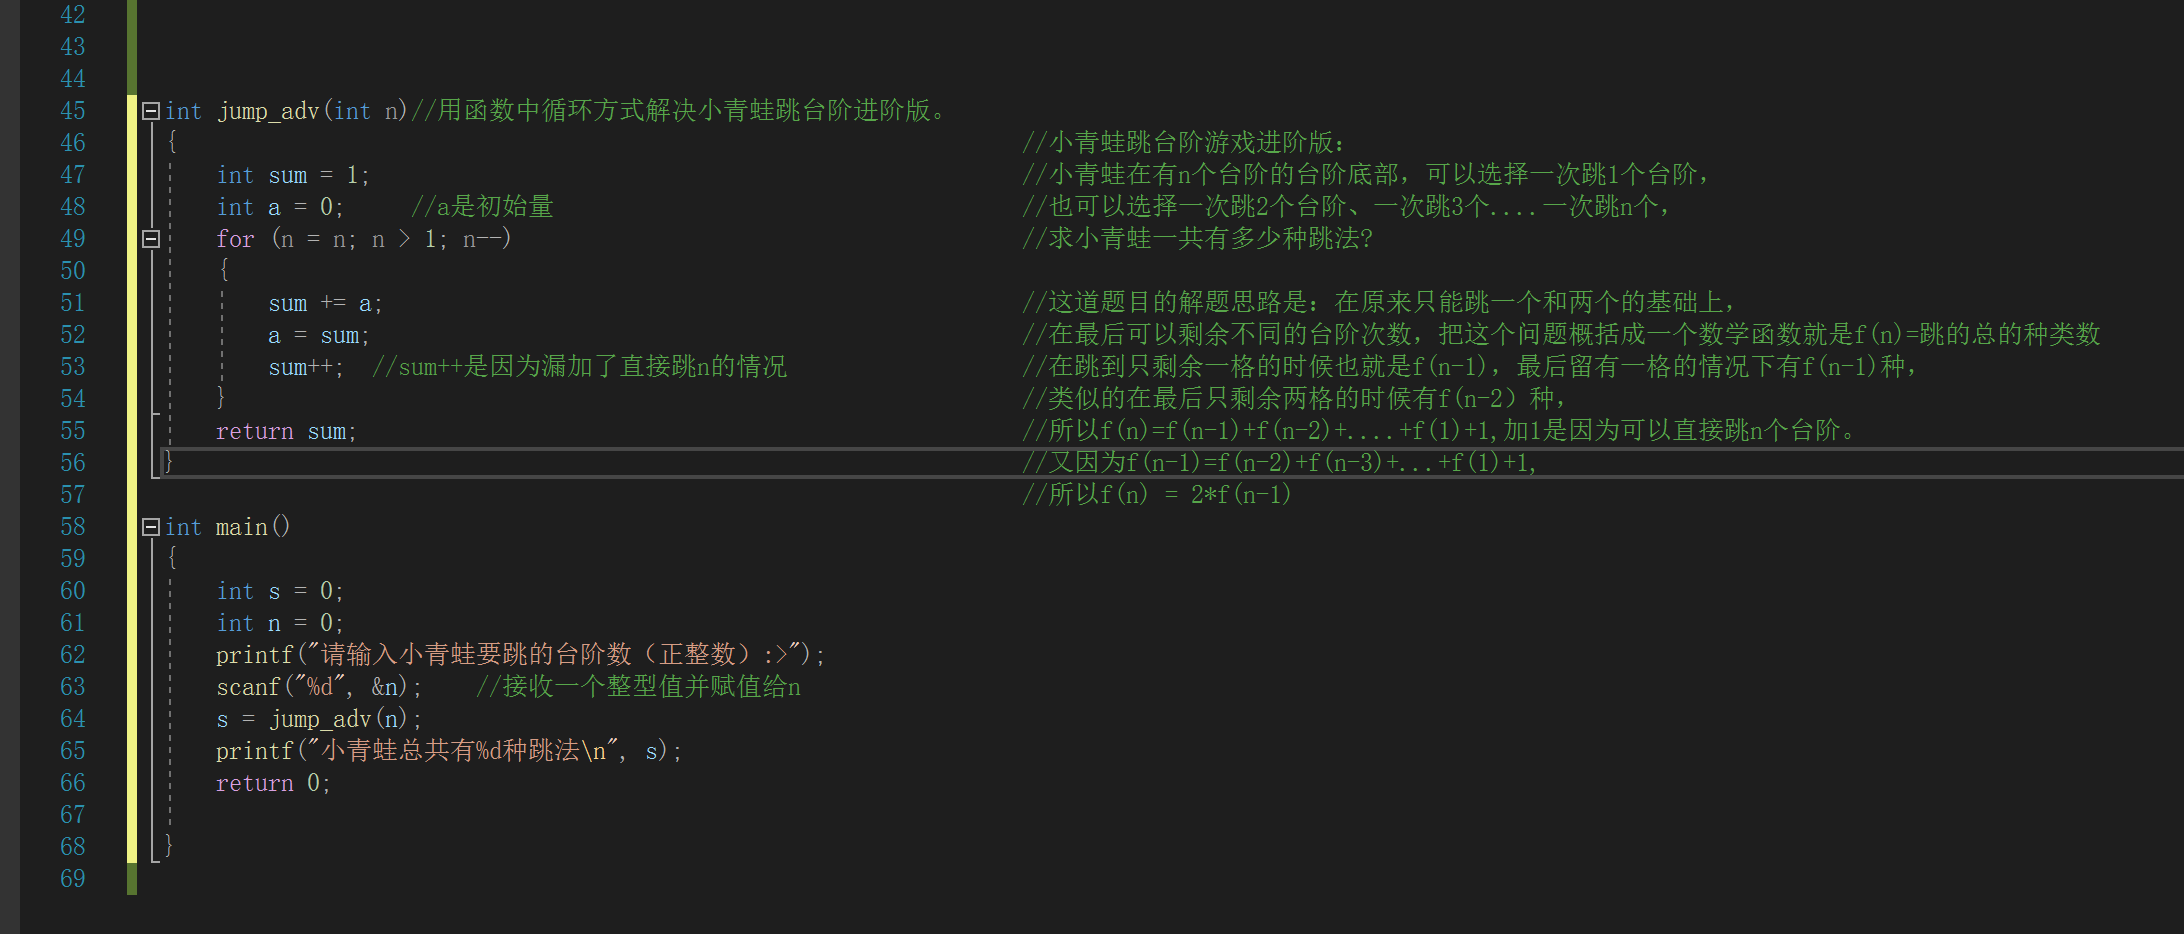 42
43
44
45 int jump_adv(int n)//用函数中循环方式解决小青蛙跳台阶进阶版。
46 { //小青蛙跳台阶游戏进阶版：
47 int sum = 1; //小青蛙在有n个台阶的台阶底部，可以选择一次跳1个台阶，
48 int a = 0; //a是初始量 //也可以选择一次跳2个台阶、一次跳3个....一次跳n个，
49 for (n = n; n > 1; n--) //求小青蛙一共有多少种跳法?
50 {
51 sum += a; //这道题目的解题思路是：在原来只能跳一个和两个的基础上，
52 a = sum; //在最后可以剩余不同的台阶次数，把这个问题概括成一个数学函数就是f(n)=跳的总的种类数
53 sum++; //sum++是因为漏加了直接跳n的情况 //在跳到只剩余一格的时候也就是f(n-1)，最后留有一格的情况下有f(n-1)种，
54 } //类似的在最后只剩余两格的时候有f(n-2）种，
55 return sum; //所以f(n)=f(n-1)+f(n-2)+....+f(1)+1,加1是因为可以直接跳n个台阶。
56 } //又因为f(n-1)=f(n-2)+f(n-3)+...+f(1)+1,
57 //所以f(n) = 2*f(n-1)
58 int main()
59 {
60 int s = 0;
61 int n = 0;
62 printf("请输入小青蛙要跳的台阶数（正整数）:>");
63 scanf("%d", &n); //接收一个整型值并赋值给n
64 s = jump_adv(n);
65 printf("小青蛙总共有%d种跳法\n", s);
66 return 0;
67
68 }
69